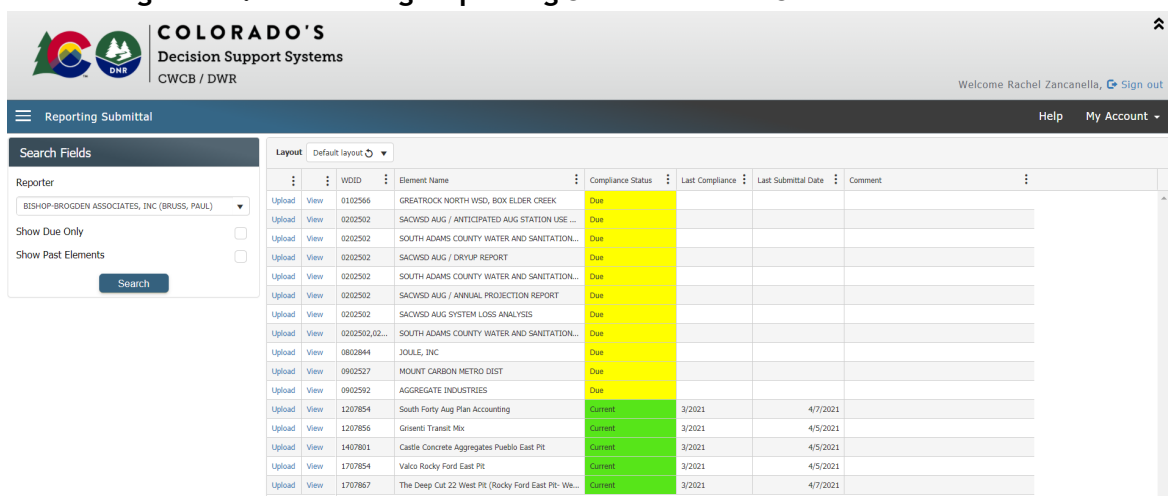 COLORADO'S
Decision Support Systems
CWCB / DWR
DNR
Welcome Rachel Zancanella, Sign out
Reporting Submittal Help My Account
Search Fields
Reporter
BISHOP-BROGDEN ASSOCIATES, INC (BRUSS, PAUL)
Show Due Only
Show Past Elements
Search
Layout Default layout
WDID Element Name Compliance Status Last Compliance Last Submittal Date Comment
Upload View 0102566 GREATROCK NORTH WSD, BOX ELDER CREEK Due
Upload View 0202502 SACWSD AUG / ANTICIPATED AUG STATION USE ... Due
Upload View 0202502 SOUTH ADAMS COUNTY WATER AND SANITATION... Due
Upload View 0202502 SACWSD AUG / DRYUP REPORT Due
Upload View 0202502 SOUTH ADAMS COUNTY WATER AND SANITATION... Due
Upload View 0202502 SACWSD AUG / ANNUAL PROJECTION REPORT Due
Upload View 0202502 SACWSD AUG SYSTEM LOSS ANALYSIS Due
Upload View 0202502,02... SOUTH ADAMS COUNTY WATER AND SANITATION... Due
Upload View 0802844 JOULE, INC Due
Upload View 0902527 MOUNT CARBON METRO DIST Due
Upload View 0902592 AGGREGATE INDUSTRIES Due
Upload View 1207854 South Forty Aug Plan Accounting Current 3/2021 4/7/2021
Upload View 1207856 Grisenti Transit Mix Current 3/2021 4/5/2021
Upload View 1407801 Castle Concrete Aggregates Pueblo East Pit Current 3/2021 4/5/2021
Upload View 1707854 Valco Rocky Ford East Pit Current 3/2021 4/5/2021
Upload View 1707867 The Deep Cut 22 West Pit (Rocky Ford East Pit- We... Current 3/2021 4/7/2021